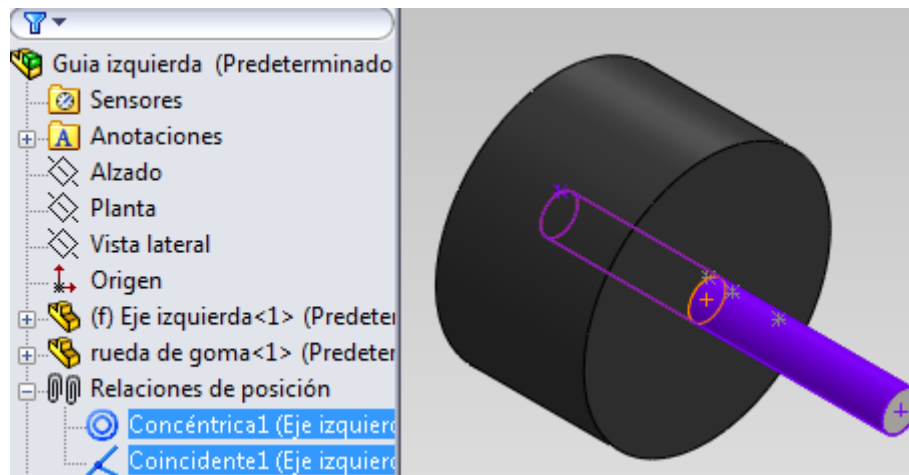 Guia izquierda (Predeterminado
Sensores
A Anotaciones
Alzado
Planta
Vista lateral
Origen
(f) Eje izquierda<1> (Predeter
rueda de goma<1> (Predeter
Relaciones de posición
Concéntrica1 (Eje izquierd
Coincidente1 (Eje izquierd